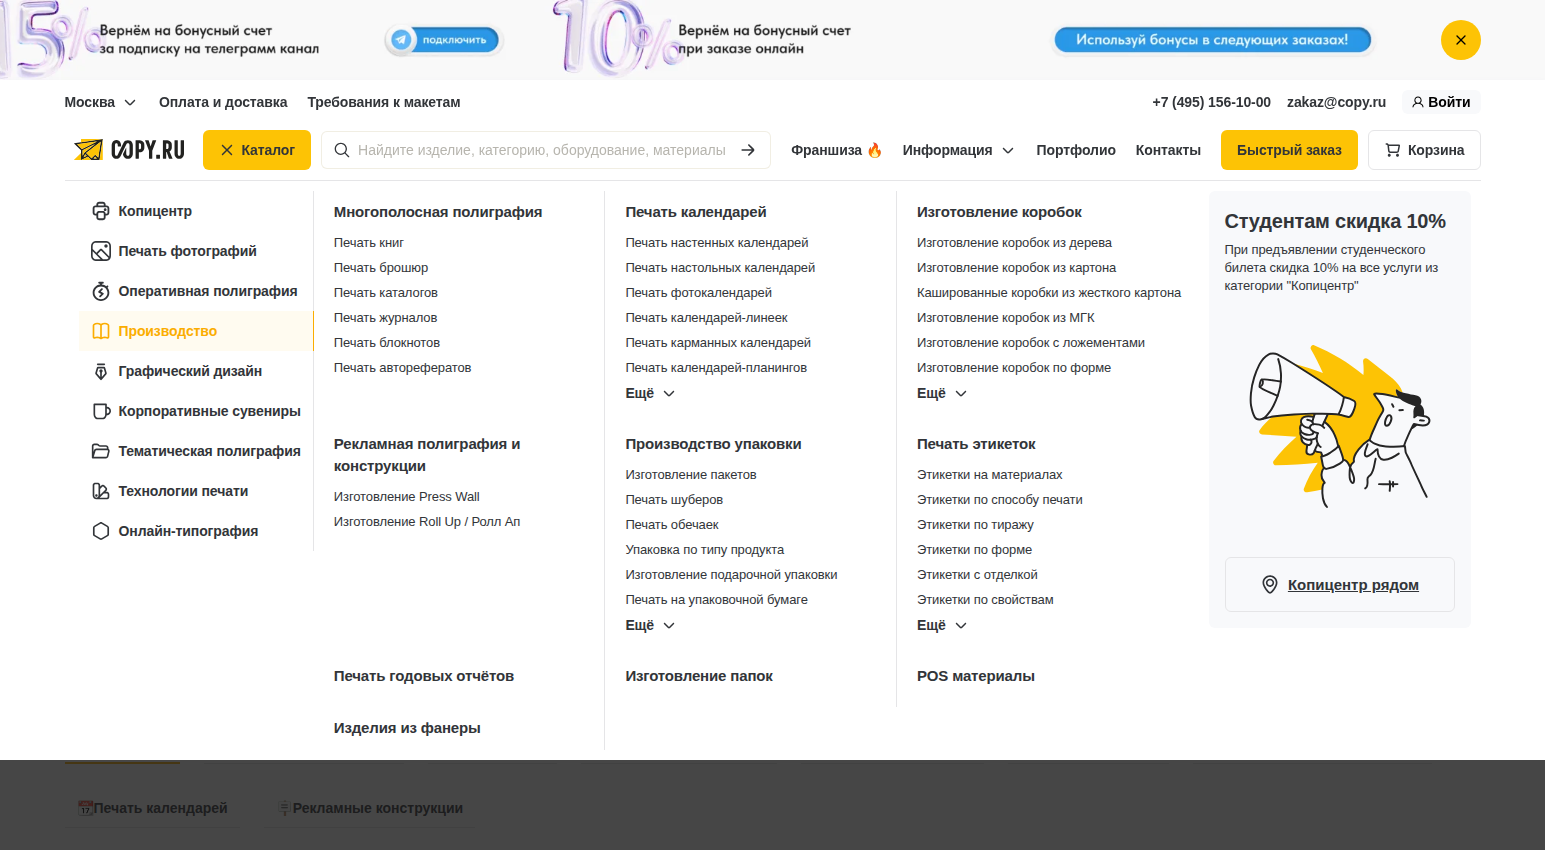 15%
Вернём на бонусный счет
за подписку на телеграмм канал
подключить
10%
Вернём на бонусный счет
при заказе онлайн
Используй бонусы в следующих заказах!
Москва
Оплата и доставка
Требования к макетам
+7 (495) 156-10-00
zakaz@copy.ru
Войти
COPY.RU
Каталог
Найдите изделие, категорию, оборудование, материалы
Франшиза 🔥
Информация
Портфолио
Контакты
Быстрый заказ
Корзина
Копицентр
Печать фотографий
Оперативная полиграфия
Производство
Графический дизайн
Корпоративные сувениры
Тематическая полиграфия
Технологии печати
Онлайн-типография
Многополосная полиграфия
Печать книг
Печать брошюр
Печать каталогов
Печать журналов
Печать блокнотов
Печать авторефератов
Печать календарей
Печать настенных календарей
Печать настольных календарей
Печать фотокалендарей
Печать календарей-линеек
Печать карманных календарей
Печать календарей-планингов
Ещё
Изготовление коробок
Изготовление коробок из дерева
Изготовление коробок из картона
Кашированные коробки из жесткого картона
Изготовление коробок из МГК
Изготовление коробок с ложементами
Изготовление коробок по форме
Ещё
Рекламная полиграфия и
конструкции
Изготовление Press Wall
Изготовление Roll Up / Ролл Ап
Производство упаковки
Изготовление пакетов
Печать шуберов
Печать обечаек
Упаковка по типу продукта
Изготовление подарочной упаковки
Печать на упаковочной бумаге
Ещё
Печать этикеток
Этикетки на материалах
Этикетки по способу печати
Этикетки по тиражу
Этикетки по форме
Этикетки с отделкой
Этикетки по свойствам
Ещё
Печать годовых отчётов
Изготовление папок
POS материалы
Изделия из фанеры
Студентам скидка 10%
При предъявлении студенческого
билета скидка 10% на все услуги из
категории "Копицентр"
Копицентр рядом
📆Печать календарей
Рекламные конструкции